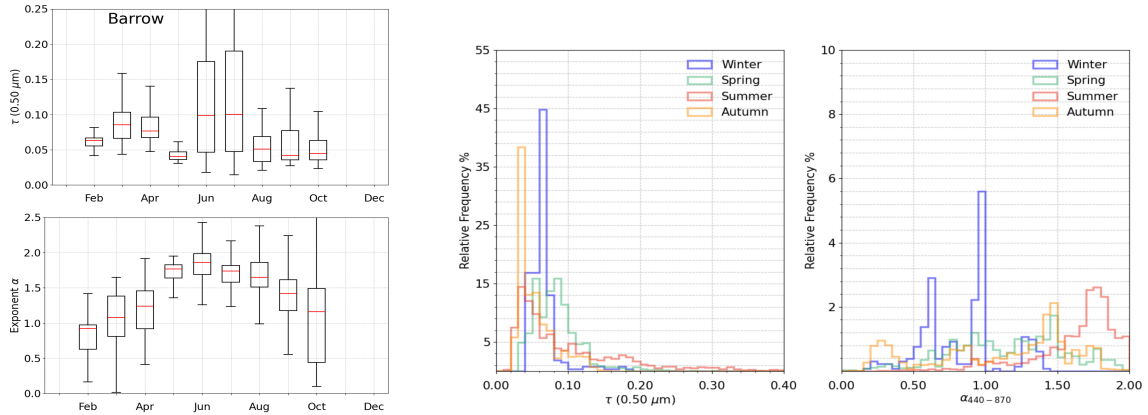 Barrow
τ (0.50 μm)
0.25
0.20
0.15
0.10
0.05
0.00
Feb Apr Jun Aug Oct Dec
Exponent α
2.5
2.0
1.5
1.0
0.5
0.0
Feb Apr Jun Aug Oct Dec
Relative Frequency %
55
45
35
25
15
5
Winter
Spring
Summer
Autumn
0.00 0.10 0.20 0.30 0.40
τ (0.50 μm)
Relative Frequency %
10
8
6
4
2
Winter
Spring
Summer
Autumn
0.00 0.50 1.00 1.50 2.00
α440−870